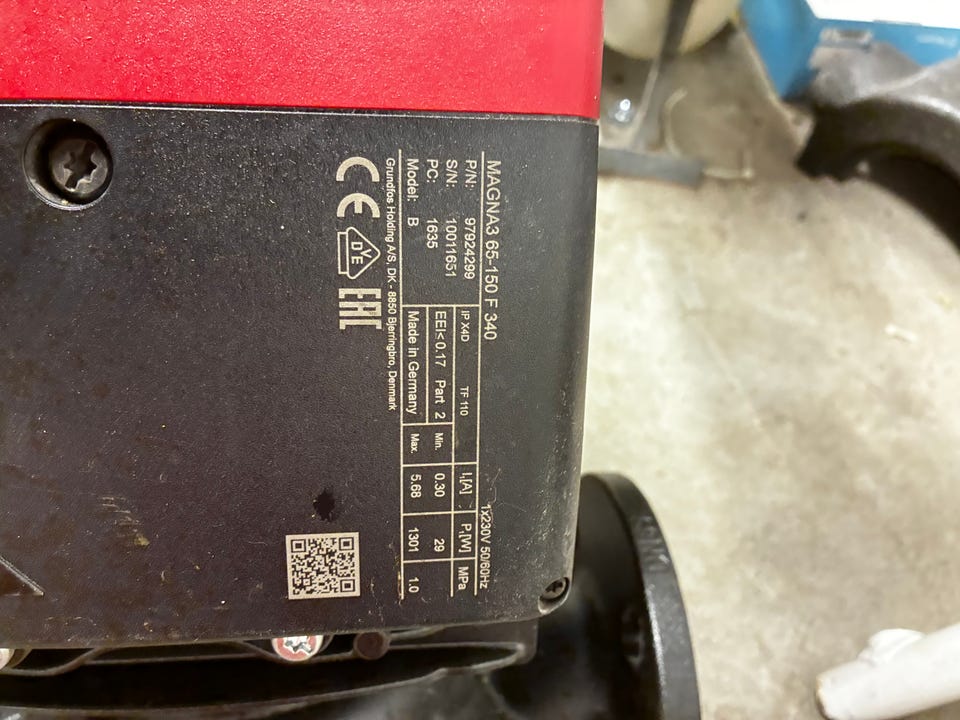 MAGNA3 65-150 F 340
1x230V 50/60Hz
P/N: 97924299
S/N: 10011651
PC: 1635
Model: B
IP X4D TF 110 I₁[A] P₁[W] MPa
EEI≤0.17 Part 2 Min. 0.30 29
Made in Germany Max. 5.68 1301 1.0
Grundfos Holding A/S, DK - 8850 Bjerringbro, Denmark
CE DVE EAC